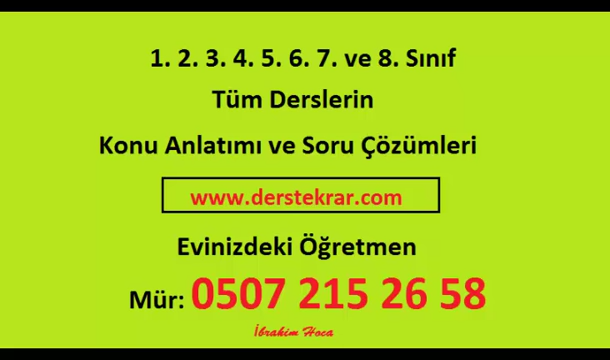 1. 2. 3. 4. 5. 6. 7. ve 8. Sınıf
Tüm Derslerin
Konu Anlatımı ve Soru Çözümleri
www.derstekrar.com
Evinizdeki Öğretmen
Mür: 0507 215 26 58
İbrahim Hoca